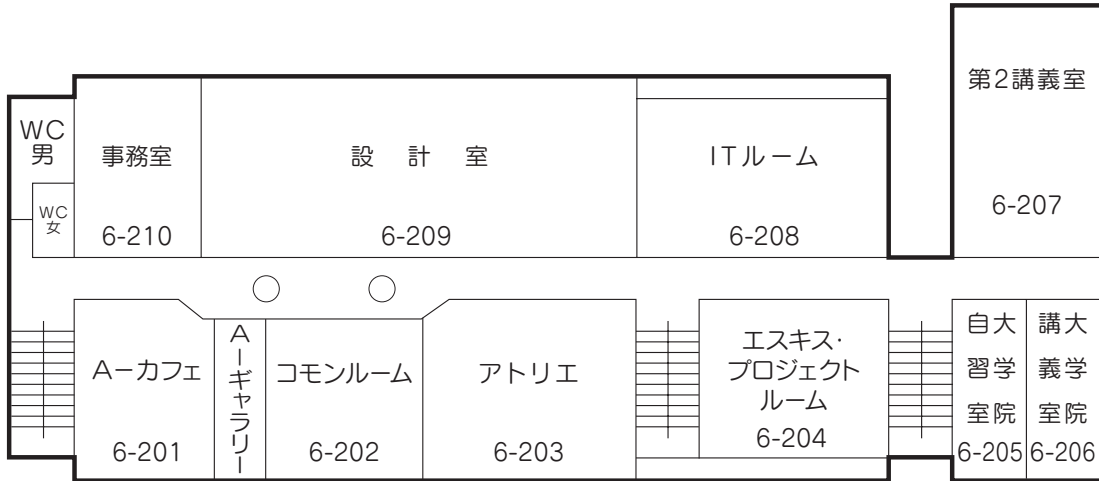 WC
男
WC
女
事務室
6-210
設計室
6-209
ITルーム
6-208
第2講義室
6-207
A-カフェ
6-201
A-ギャラリー
コモンルーム
6-202
アトリエ
6-203
エスキス・
プロジェクト
ルーム
6-204
大学院
自習室
6-205
大学院
講義室
6-206